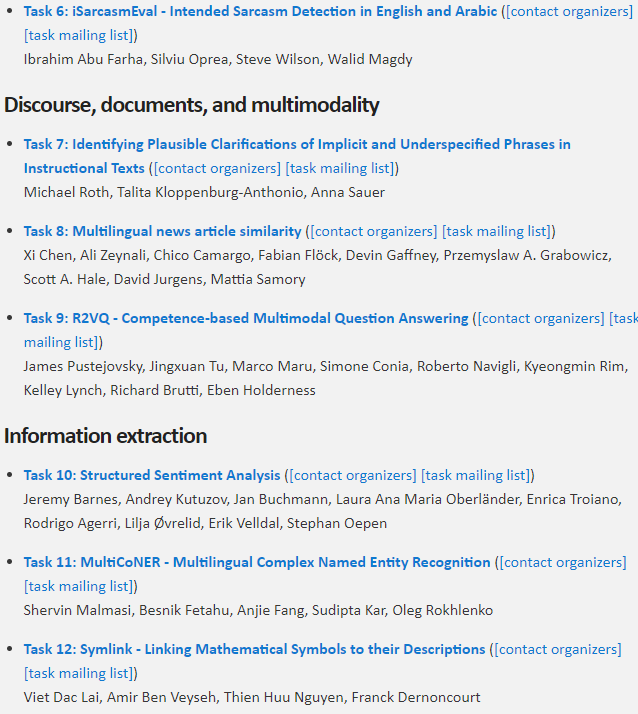 Task 6: iSarcasmEval - Intended Sarcasm Detection in English and Arabic ([contact organizers]
[task mailing list])
Ibrahim Abu Farha, Silviu Oprea, Steve Wilson, Walid Magdy
Discourse, documents, and multimodality
Task 7: Identifying Plausible Clarifications of Implicit and Underspecified Phrases in
Instructional Texts ([contact organizers] [task mailing list])
Michael Roth, Talita Kloppenburg-Anthonio, Anna Sauer
Task 8: Multilingual news article similarity ([contact organizers] [task mailing list])
Xi Chen, Ali Zeynali, Chico Camargo, Fabian Flöck, Devin Gaffney, Przemyslaw A. Grabowicz,
Scott A. Hale, David Jurgens, Mattia Samory
Task 9: R2VQ - Competence-based Multimodal Question Answering ([contact organizers] [task
mailing list])
James Pustejovsky, Jingxuan Tu, Marco Maru, Simone Conia, Roberto Navigli, Kyeongmin Rim,
Kelley Lynch, Richard Brutti, Eben Holderness
Information extraction
Task 10: Structured Sentiment Analysis ([contact organizers] [task mailing list])
Jeremy Barnes, Andrey Kutuzov, Jan Buchmann, Laura Ana Maria Oberländer, Enrica Troiano,
Rodrigo Agerri, Lilja Øvrelid, Erik Velldal, Stephan Oepen
Task 11: MultiCoNER - Multilingual Complex Named Entity Recognition ([contact organizers]
[task mailing list])
Shervin Malmasi, Besnik Fetahu, Anjie Fang, Sudipta Kar, Oleg Rokhlenko
Task 12: Symlink - Linking Mathematical Symbols to their Descriptions ([contact organizers]
[task mailing list])
Viet Dac Lai, Amir Ben Veyseh, Thien Huu Nguyen, Franck Dernoncourt